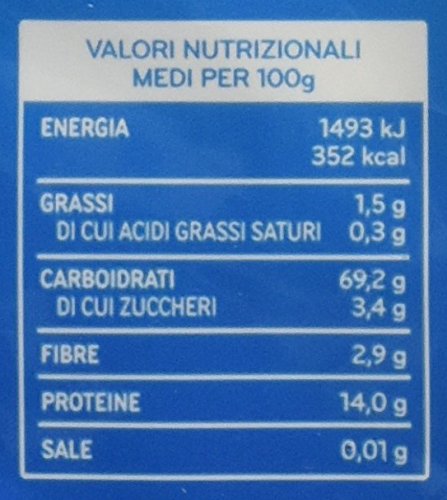 VALORI NUTRIZIONALI
MEDI PER 100g
ENERGIA 1493 kJ
352 kcal
GRASSI 1,5 g
DI CUI ACIDI GRASSI SATURI 0,3 g
CARBOIDRATI 69,2 g
DI CUI ZUCCHERI 3,4 g
FIBRE 2,9 g
PROTEINE 14,0 g
SALE 0,01 g